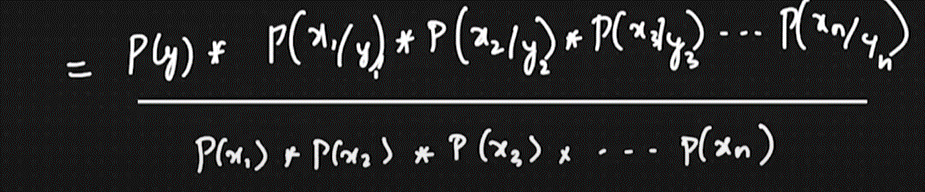 = P(y) * P(x₁/y₁) * P(x₂/y₂) * P(x₃/y₃) --- P(xn/yn)
P(x₁) * P(x₂) * P(x₃) x - - - P(xn)